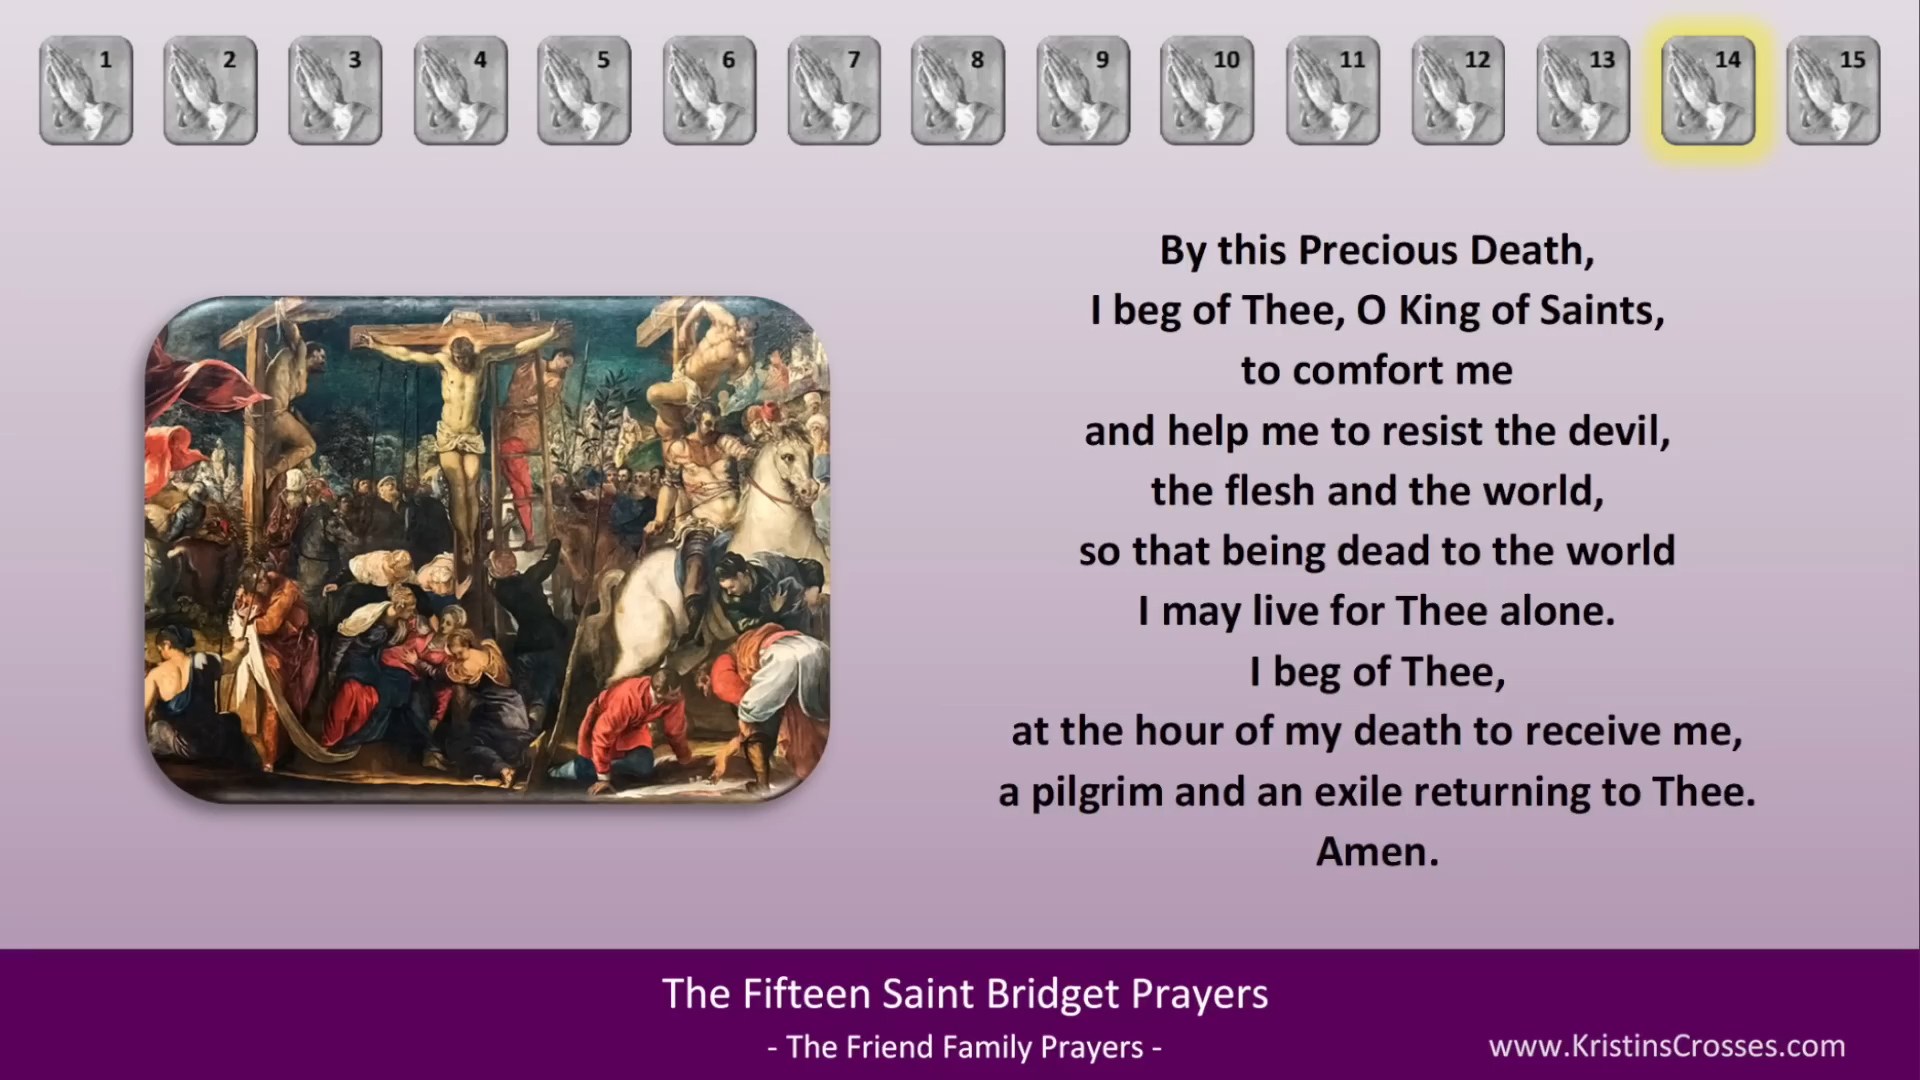 1 2 3 4 5 6 7 8 9 10 11 12 13 14 15
By this Precious Death,
I beg of Thee, O King of Saints,
to comfort me
and help me to resist the devil,
the flesh and the world,
so that being dead to the world
I may live for Thee alone.
I beg of Thee,
at the hour of my death to receive me,
a pilgrim and an exile returning to Thee.
Amen.
The Fifteen Saint Bridget Prayers
- The Friend Family Prayers -
www.KristinsCrosses.com